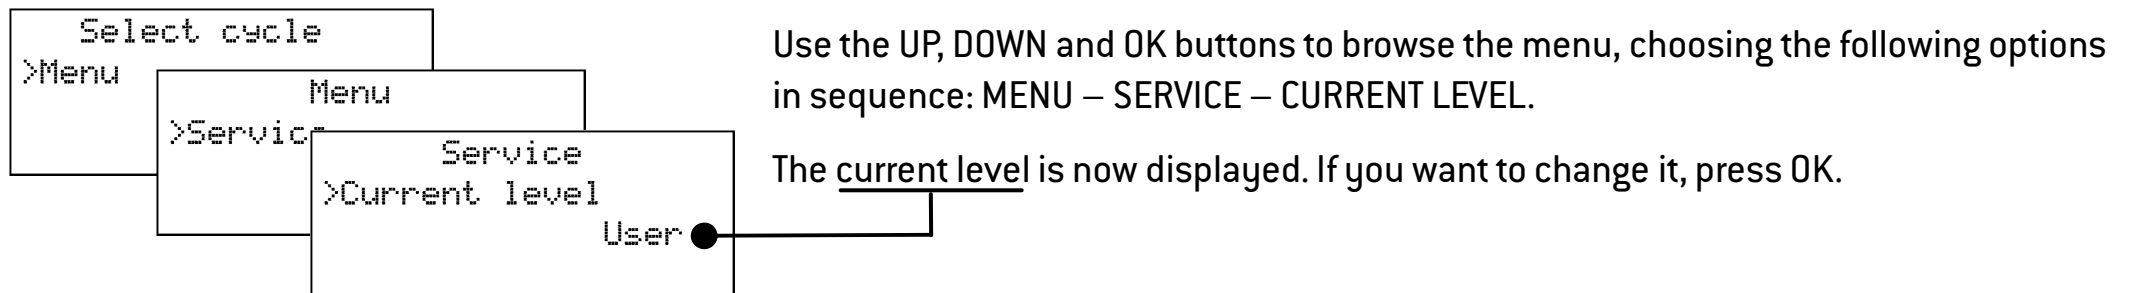 Select cycle
>Menu
Menu
>Service
Service
>Current level
User
Use the UP, DOWN and OK buttons to browse the menu, choosing the following options
in sequence: MENU – SERVICE – CURRENT LEVEL.
The current level is now displayed. If you want to change it, press OK.